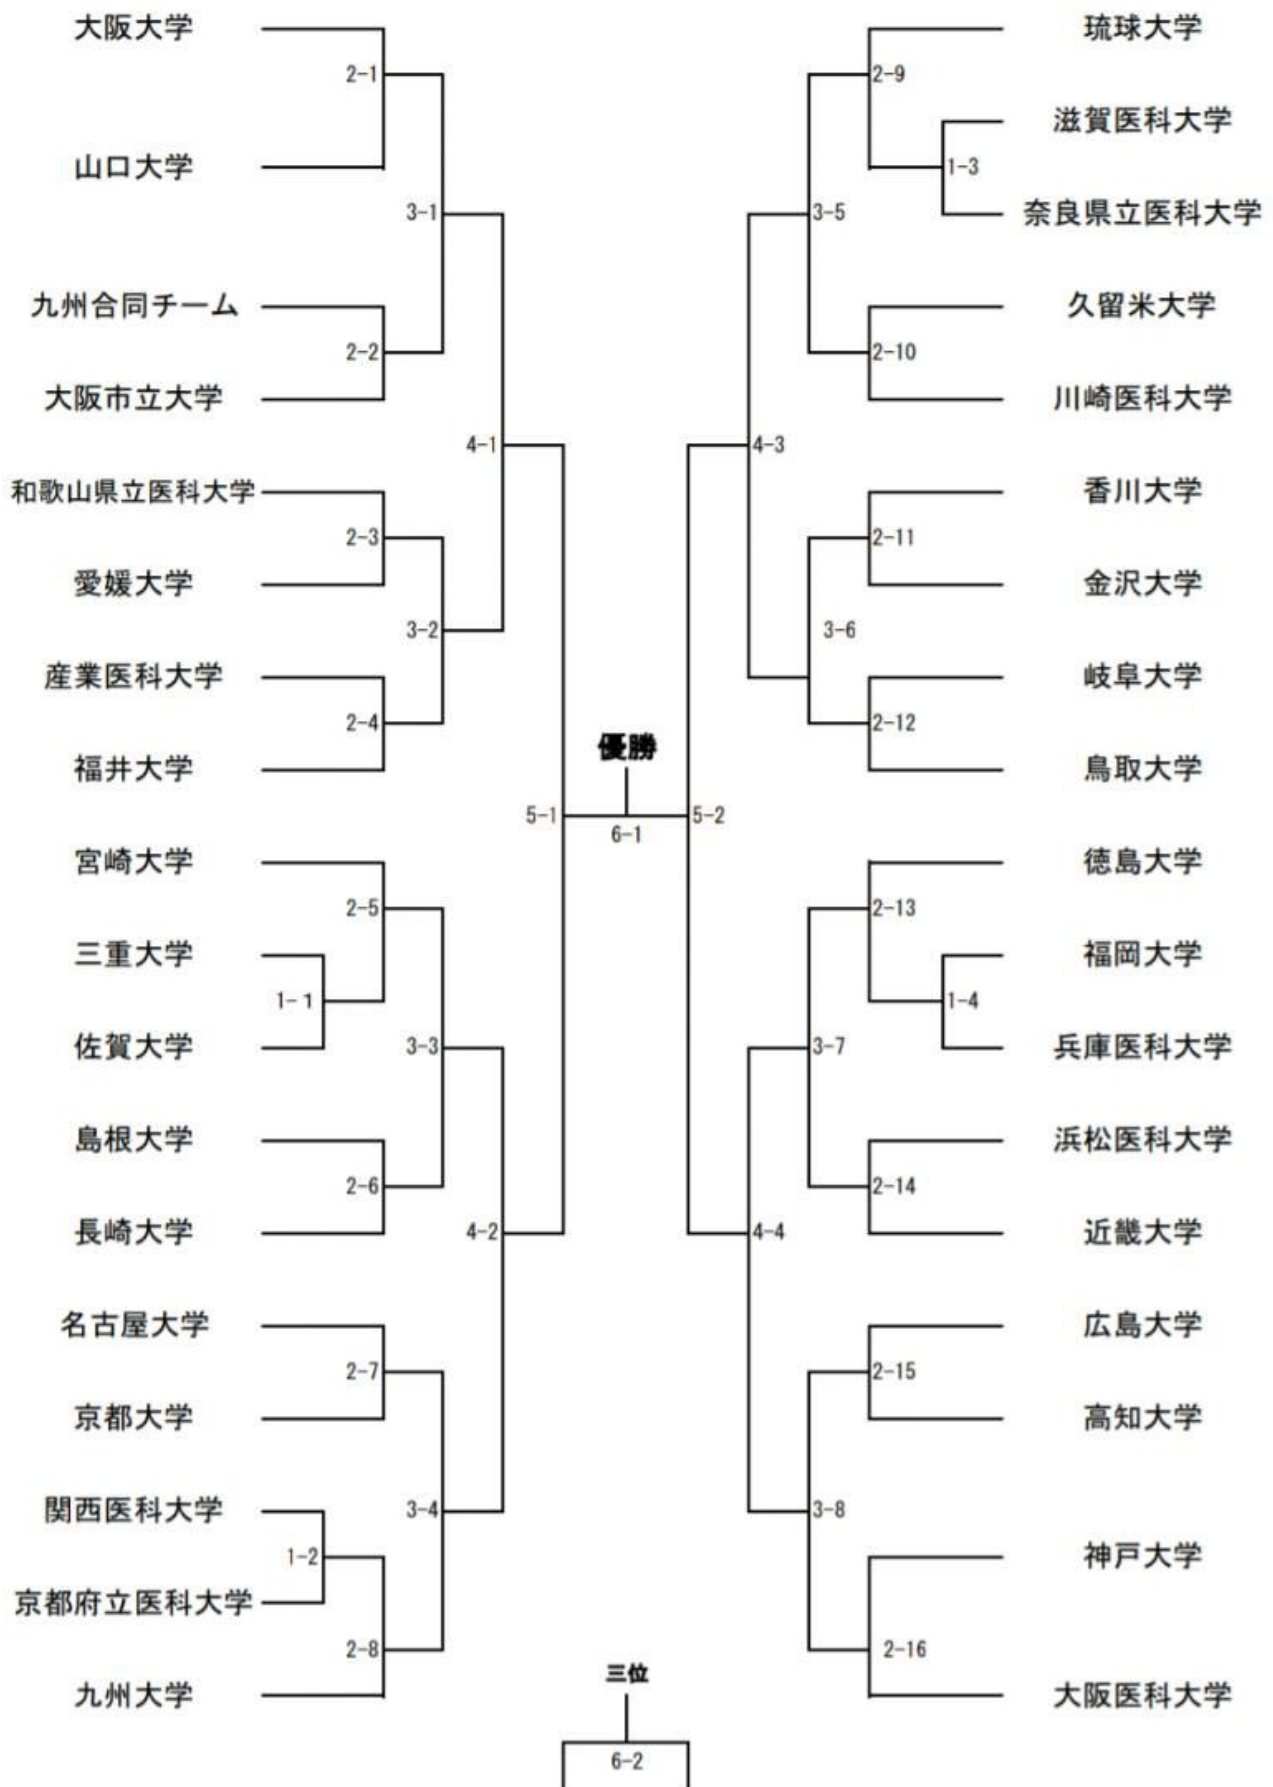 大阪大学
2-1
山口大学
3-1
九州合同チーム
2-2
大阪市立大学
4-1
和歌山県立医科大学
2-3
愛媛大学
3-2
産業医科大学
2-4
福井大学
5-1
宮崎大学
2-5
三重大学
1-1
佐賀大学
3-3
島根大学
2-6
長崎大学
4-2
名古屋大学
2-7
京都大学
3-4
関西医科大学
1-2
京都府立医科大学
2-8
九州大学
優勝
6-1
三位
6-2
琉球大学
2-9
滋賀医科大学
1-3
奈良県立医科大学
3-5
久留米大学
2-10
川崎医科大学
4-3
香川大学
2-11
金沢大学
3-6
岐阜大学
2-12
鳥取大学
5-2
徳島大学
2-13
福岡大学
1-4
兵庫医科大学
3-7
浜松医科大学
2-14
近畿大学
4-4
広島大学
2-15
高知大学
3-8
神戸大学
2-16
大阪医科大学